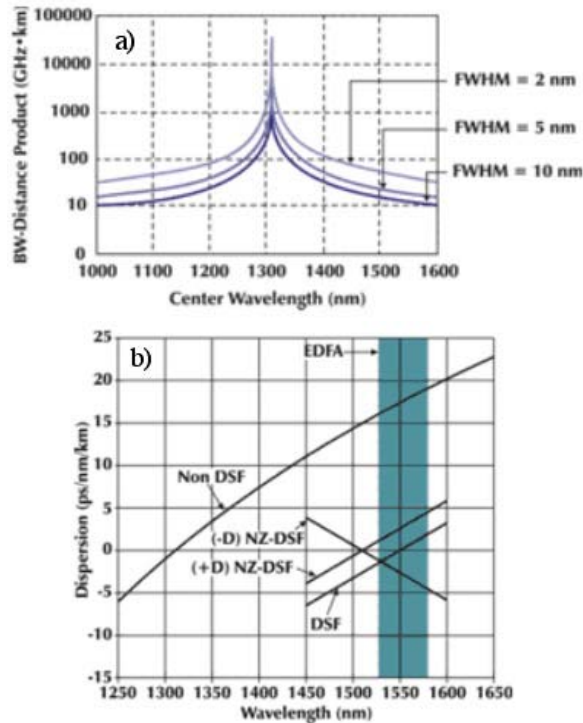 a)
BW-Distance Product (GHz•km)
100000
10000
1000
100
10
0
FWHM = 2 nm
FWHM = 5 nm
FWHM = 10 nm
1000 1100 1200 1300 1400 1500 1600
Center Wavelength (nm)
b)
Dispersion (ps/nm/km)
25
20
15
10
5
0
-5
-10
-15
EDFA
Non DSF
(-D) NZ-DSF
(+D) NZ-DSF
DSF
1250 1300 1350 1400 1450 1500 1550 1600 1650
Wavelength (nm)